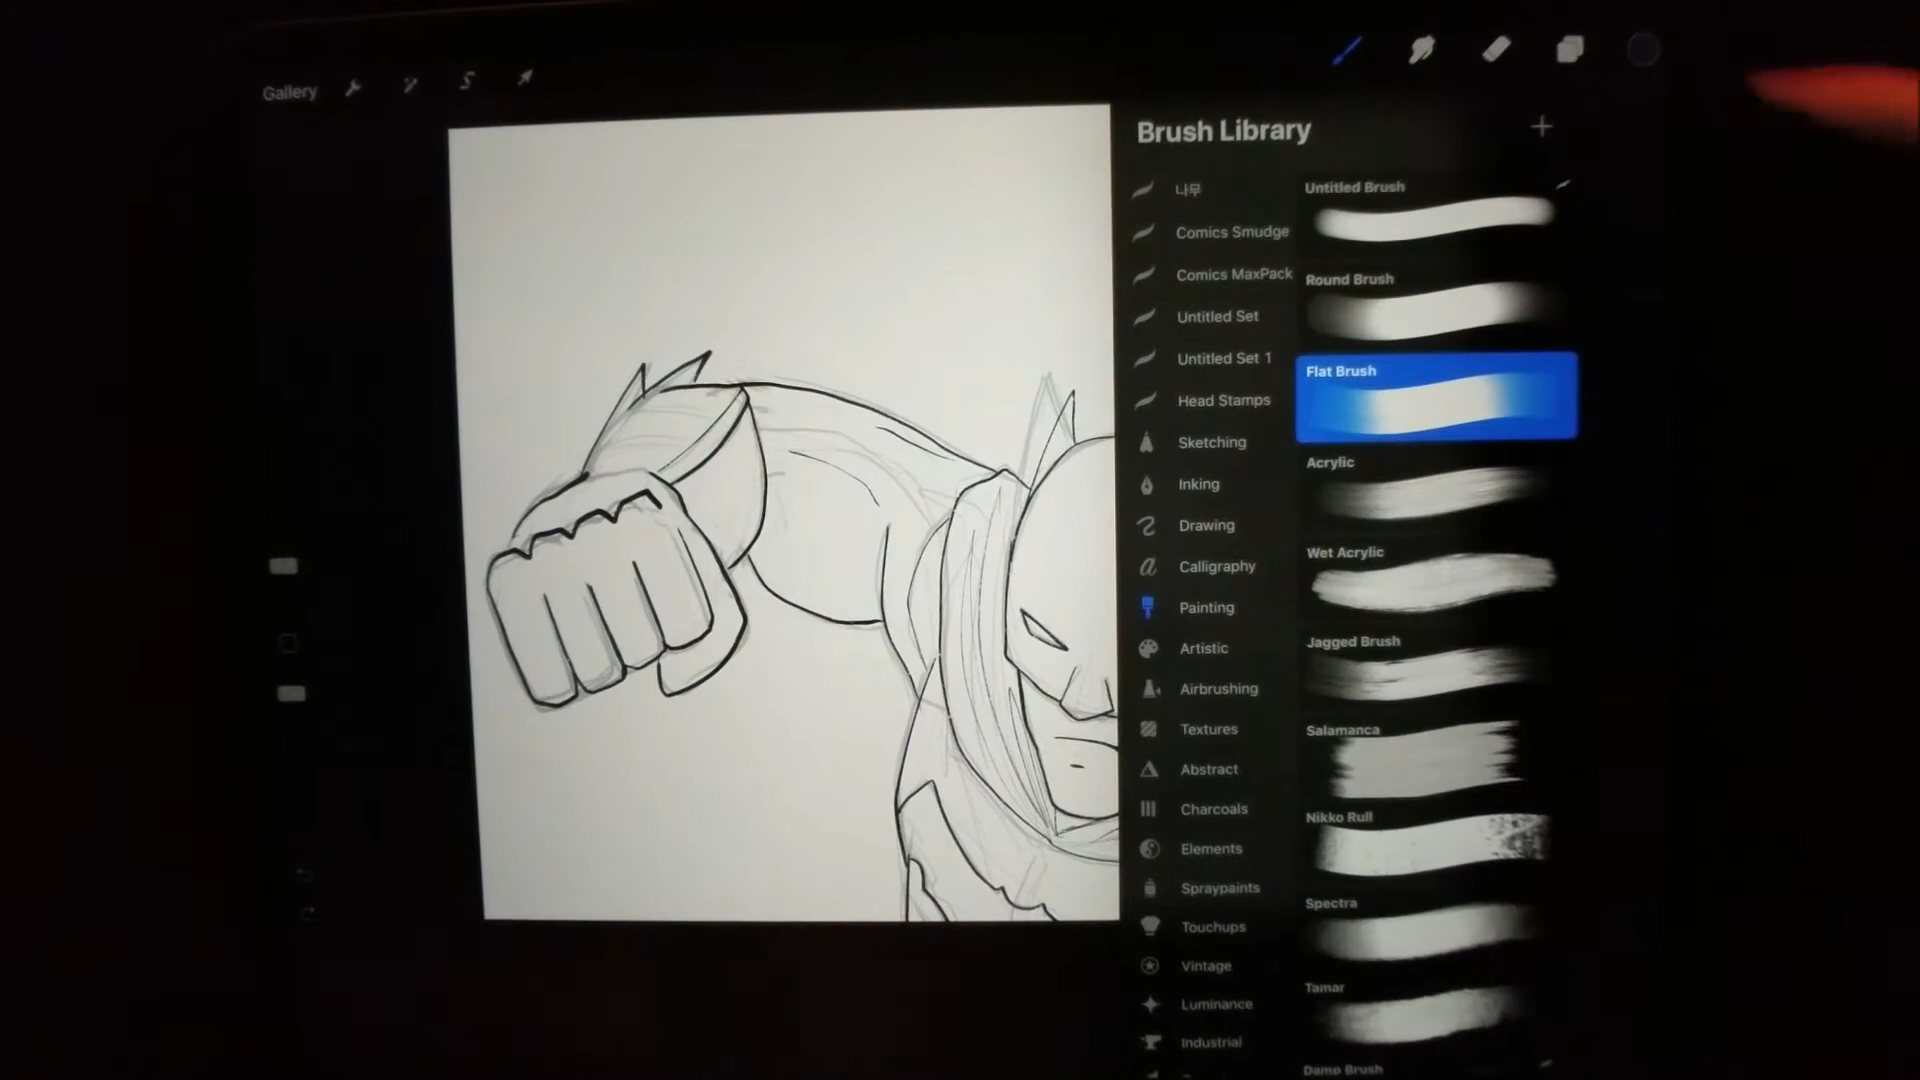 Gallery
Brush Library
나무
Comics Smudge
Comics MaxPack
Untitled Set
Untitled Set 1
Head Stamps
Sketching
Inking
Drawing
Calligraphy
Painting
Artistic
Airbrushing
Textures
Abstract
Charcoals
Elements
Spraypaints
Touchups
Vintage
Luminance
Industrial
Untitled Brush
Round Brush
Flat Brush
Acrylic
Wet Acrylic
Jagged Brush
Salamanca
Nikko Rull
Spectra
Tamar
Damp Brush